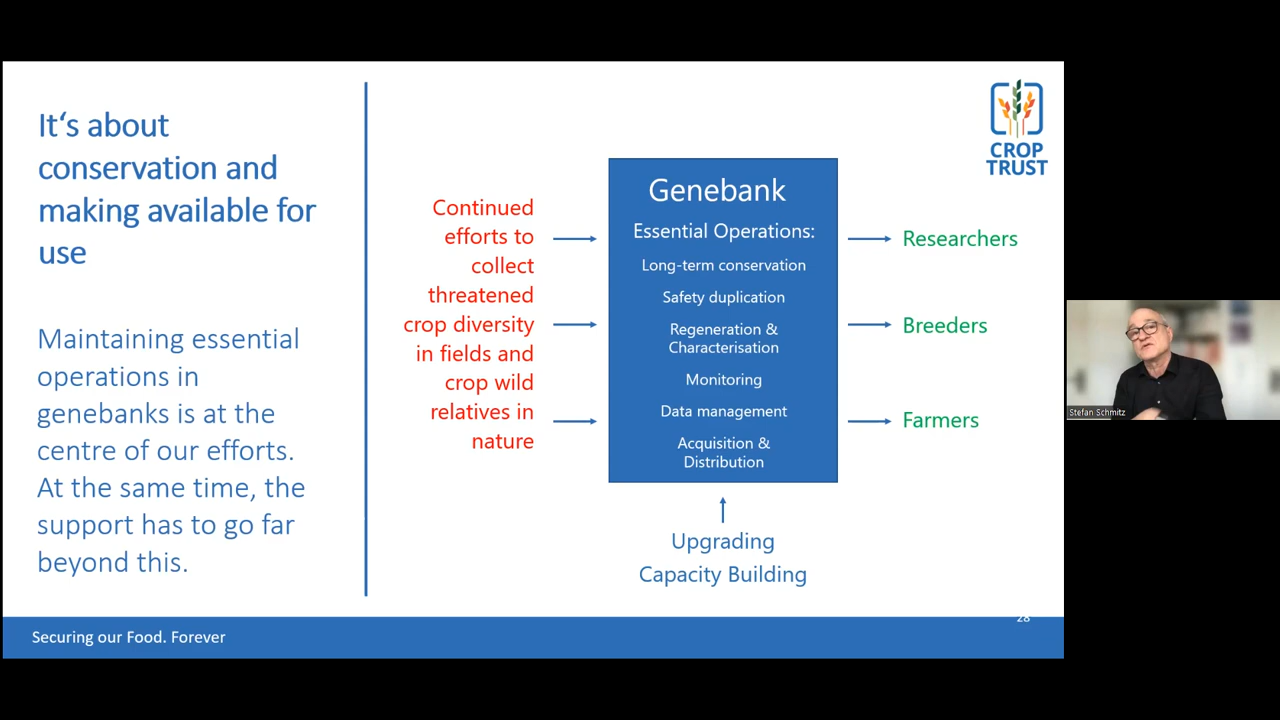 It‘s about
conservation and
making available for
use
Maintaining essential
operations in
genebanks is at the
centre of our efforts.
At the same time, the
support has to go far
beyond this.
Continued
efforts to
collect
threatened
crop diversity
in fields and
crop wild
relatives in
nature
Genebank
Essential Operations:
Long-term conservation
Safety duplication
Regeneration &
Characterisation
Monitoring
Data management
Acquisition &
Distribution
Upgrading
Capacity Building
Researchers
Breeders
Farmers
CROP
TRUST
Stefan Schmitz
28
Securing our Food. Forever